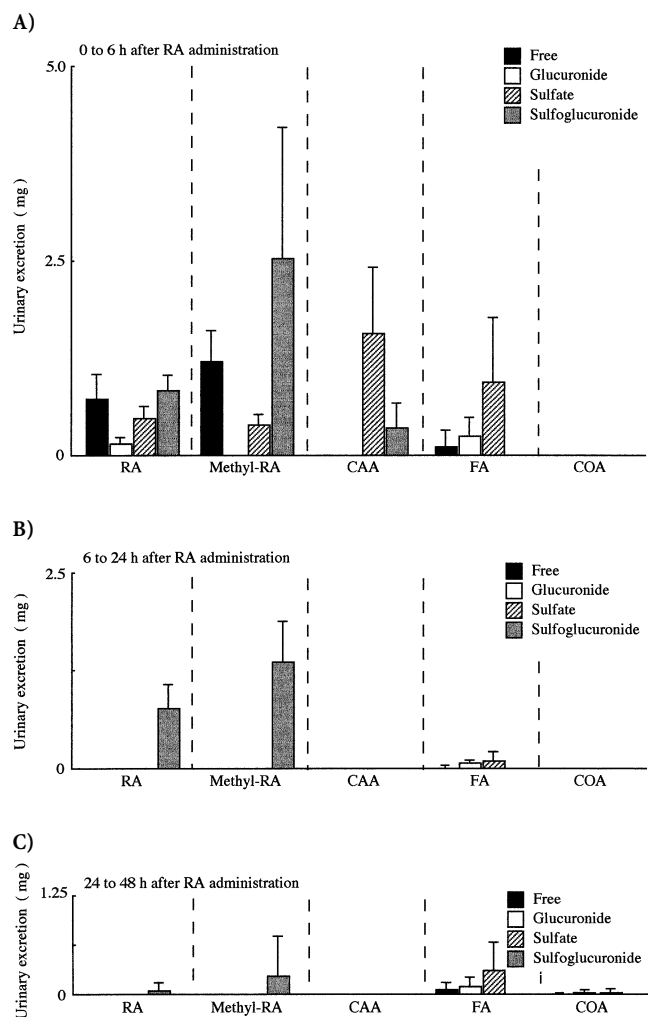 A)
0 to 6 h after RA administration
Free
Glucuronide
Sulfate
Sulfoglucuronide
5.0
2.5
0
Urinary excretion ( mg )
RA Methyl-RA CAA FA COA
B)
6 to 24 h after RA administration
Free
Glucuronide
Sulfate
Sulfoglucuronide
2.5
0
Urinary excretion ( mg )
RA Methyl-RA CAA FA COA
C)
24 to 48 h after RA administration
Free
Glucuronide
Sulfate
Sulfoglucuronide
1.25
0
Urinary excretion ( mg )
RA Methyl-RA CAA FA COA